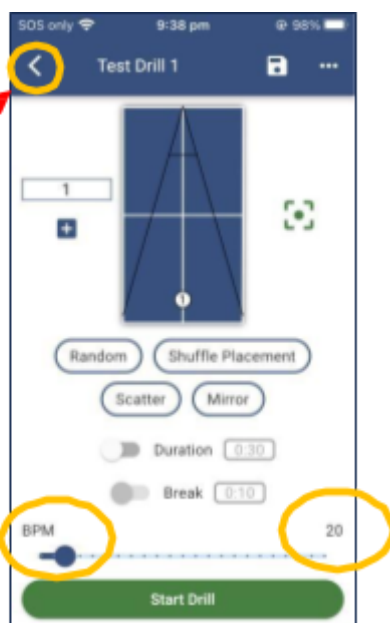 SOS only 9:38 pm 98%
Test Drill 1
1
1
Random Shuffle Placement
Scatter Mirror
Duration 0:30
Break 0:10
BPM 20
Start Drill